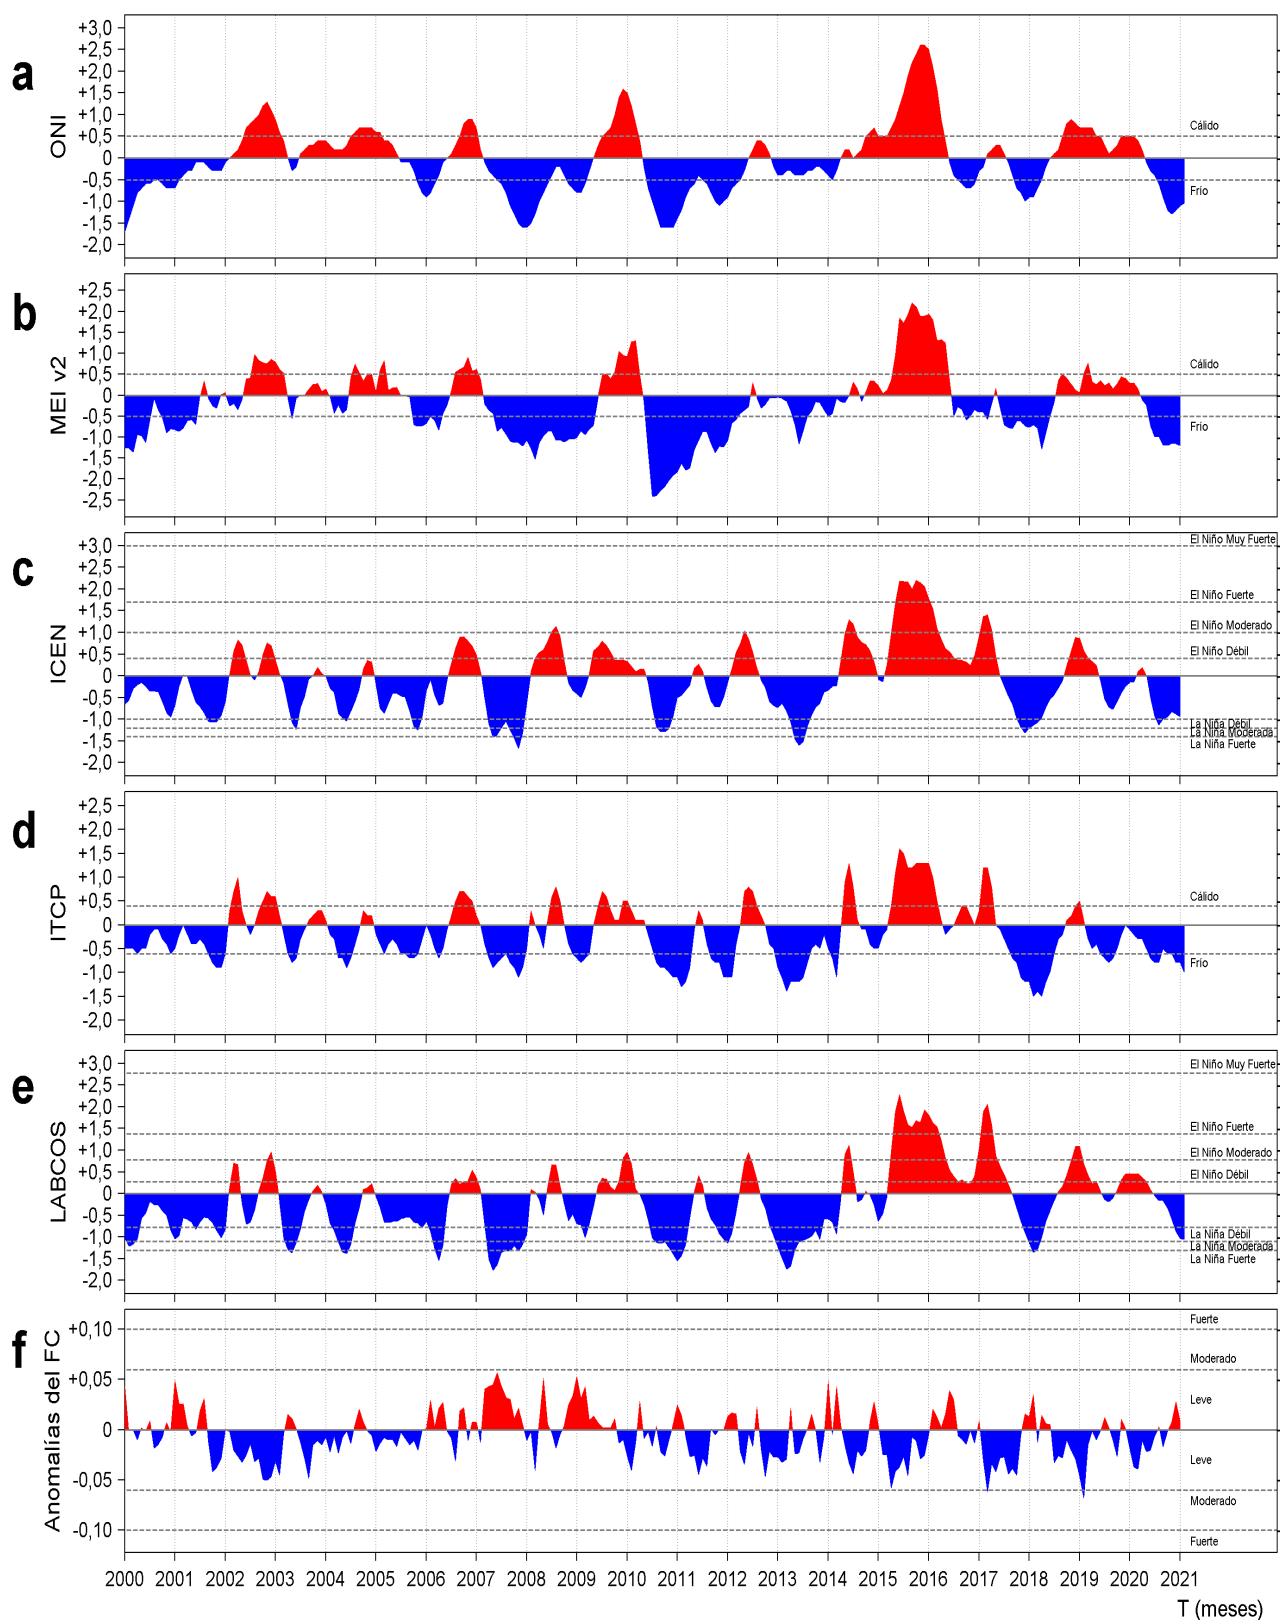 a
ONI
+3,0
+2,5
+2,0
+1,5
+1,0
+0,5
0
-0,5
-1,0
-1,5
-2,0
Cálido
Frío
b
MEI v2
+2,5
+2,0
+1,5
+1,0
+0,5
0
-0,5
-1,0
-1,5
-2,0
-2,5
Cálido
Frío
c
ICEN
+3,0
+2,5
+2,0
+1,5
+1,0
+0,5
0
-0,5
-1,0
-1,5
-2,0
El Niño Muy Fuerte
El Niño Fuerte
El Niño Moderado
El Niño Débil
La Niña Débil
La Niña Moderada
La Niña Fuerte
d
ITCP
+2,5
+2,0
+1,5
+1,0
+0,5
0
-0,5
-1,0
-1,5
-2,0
Cálido
Frío
e
LABCOS
+3,0
+2,5
+2,0
+1,5
+1,0
+0,5
0
-0,5
-1,0
-1,5
-2,0
El Niño Muy Fuerte
El Niño Fuerte
El Niño Moderado
El Niño Débil
La Niña Débil
La Niña Moderada
La Niña Fuerte
f
Anomalías del FC
+0,10
+0,05
0
-0,05
-0,10
Fuerte
Moderado
Leve
Leve
Moderado
Fuerte
2000 2001 2002 2003 2004 2005 2006 2007 2008 2009 2010 2011 2012 2013 2014 2015 2016 2017 2018 2019 2020 2021
T (meses)